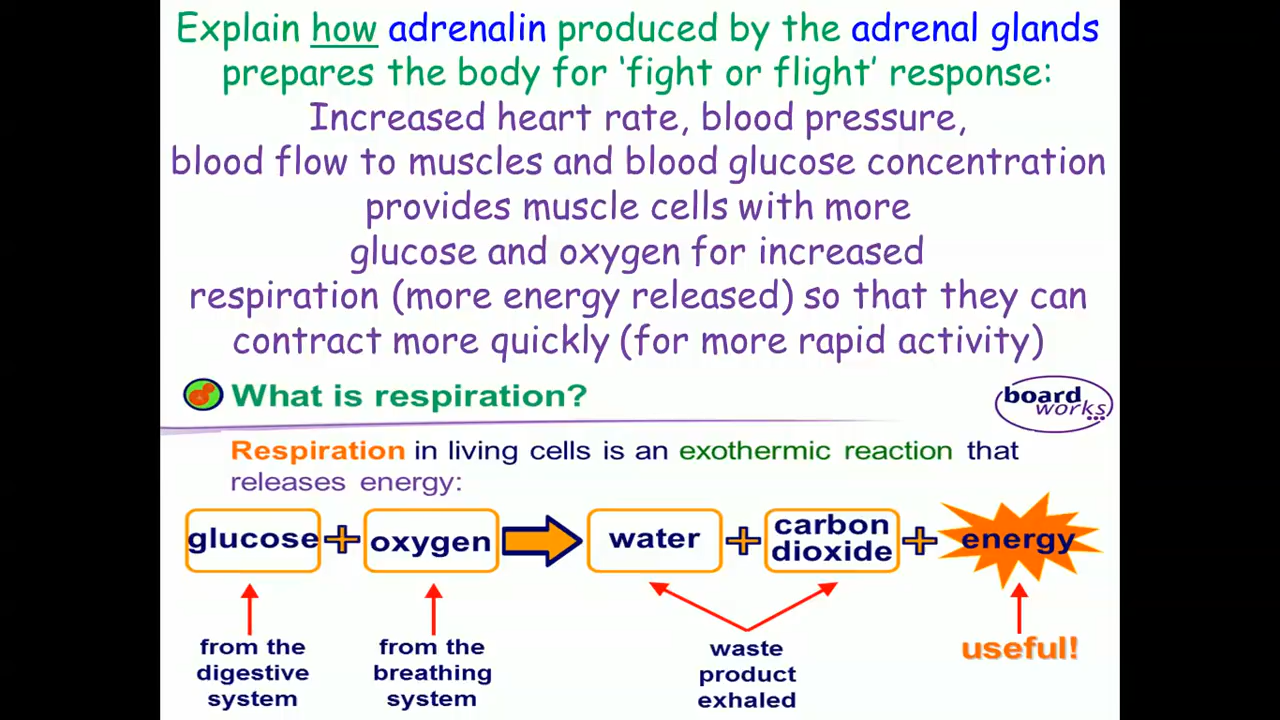 Explain how adrenalin produced by the adrenal glands
prepares the body for ‘fight or flight’ response:
Increased heart rate, blood pressure,
blood flow to muscles and blood glucose concentration
provides muscle cells with more
glucose and oxygen for increased
respiration (more energy released) so that they can
contract more quickly (for more rapid activity)
What is respiration?
board
works
Respiration in living cells is an exothermic reaction that
releases energy:
glucose + oxygen water + carbon dioxide + energy
from the
digestive
system
from the
breathing
system
waste
product
exhaled
useful!